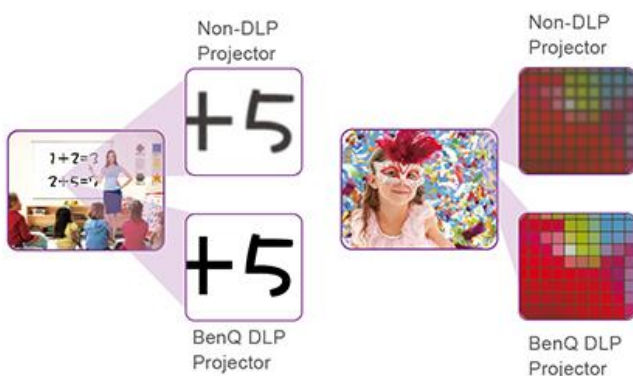 Non-DLP
Projector
+5
1+2=3
2+5=
+5
BenQ DLP
Projector
Non-DLP
Projector
BenQ DLP
Projector